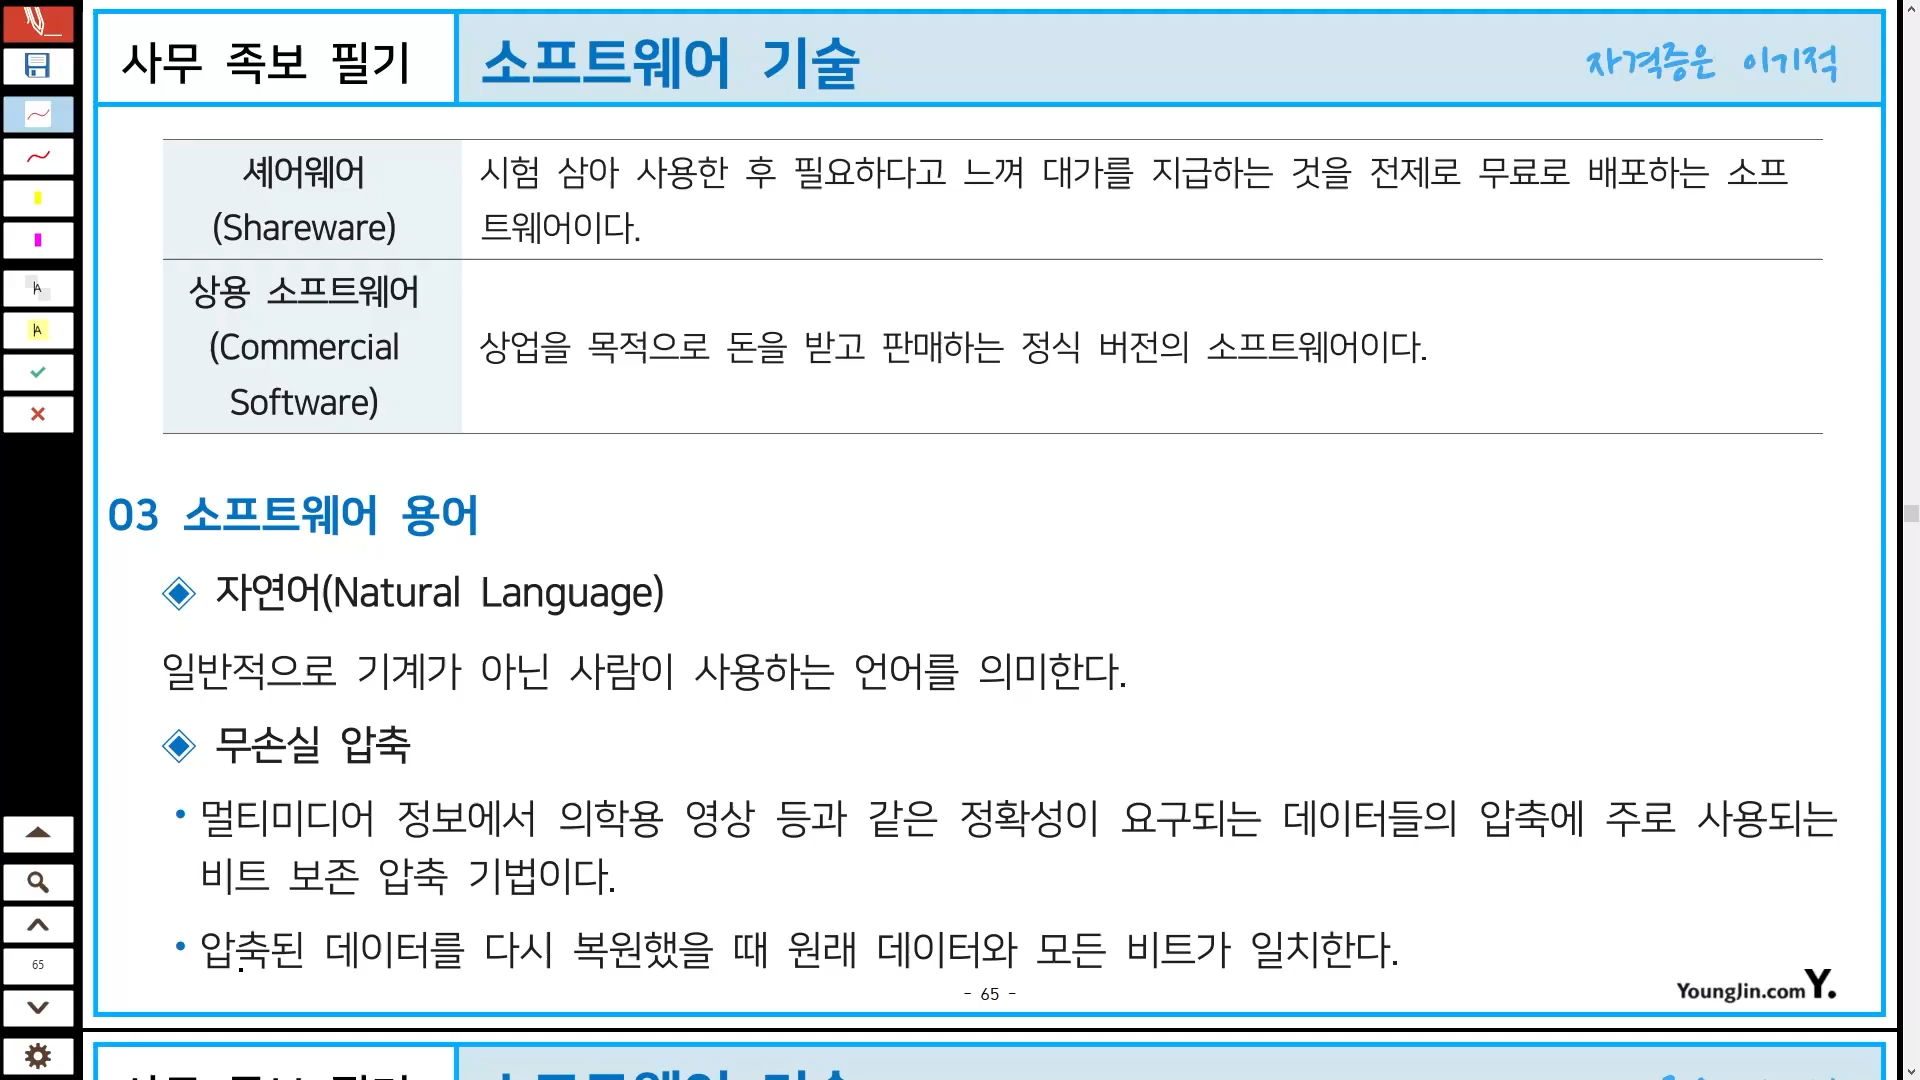 사무 족보 필기
소프트웨어 기술
자격증은 이기적
셰어웨어
(Shareware)
시험 삼아 사용한 후 필요하다고 느껴 대가를 지급하는 것을 전제로 무료로 배포하는 소프
트웨어이다.
상용 소프트웨어
(Commercial
Software)
상업을 목적으로 돈을 받고 판매하는 정식 버전의 소프트웨어이다.
03 소프트웨어 용어
◈ 자연어(Natural Language)
일반적으로 기계가 아닌 사람이 사용하는 언어를 의미한다.
◈ 무손실 압축
• 멀티미디어 정보에서 의학용 영상 등과 같은 정확성이 요구되는 데이터들의 압축에 주로 사용되는
비트 보존 압축 기법이다.
• 압축된 데이터를 다시 복원했을 때 원래 데이터와 모든 비트가 일치한다.
- 65 -
YoungJin.com Y.
65